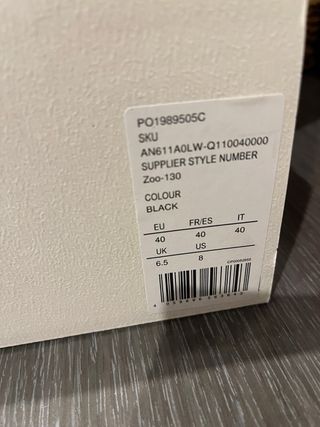 PO1989505C
SKU
AN611A0LW-Q110040000
SUPPLIER STYLE NUMBER
Zoo-130
COLOUR
BLACK
EU FR/ES IT
40 40 40
UK US
6.5 8